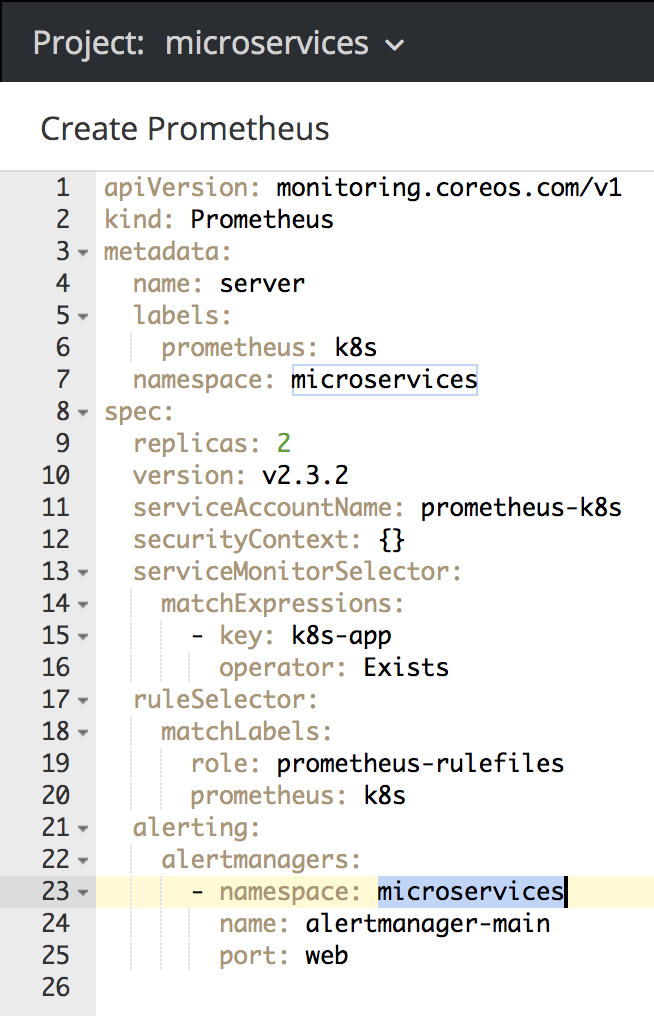 Project: microservices
Create Prometheus
1 apiVersion: monitoring.coreos.com/v1
2 kind: Prometheus
3 metadata:
4   name: server
5   labels:
6     prometheus: k8s
7   namespace: microservices
8 spec:
9   replicas: 2
10   version: v2.3.2
11   serviceAccountName: prometheus-k8s
12   securityContext: {}
13   serviceMonitorSelector:
14     matchExpressions:
15       - key: k8s-app
16         operator: Exists
17   ruleSelector:
18     matchLabels:
19       role: prometheus-rulefiles
20       prometheus: k8s
21   alerting:
22     alertmanagers:
23       - namespace: microservices
24         name: alertmanager-main
25         port: web
26